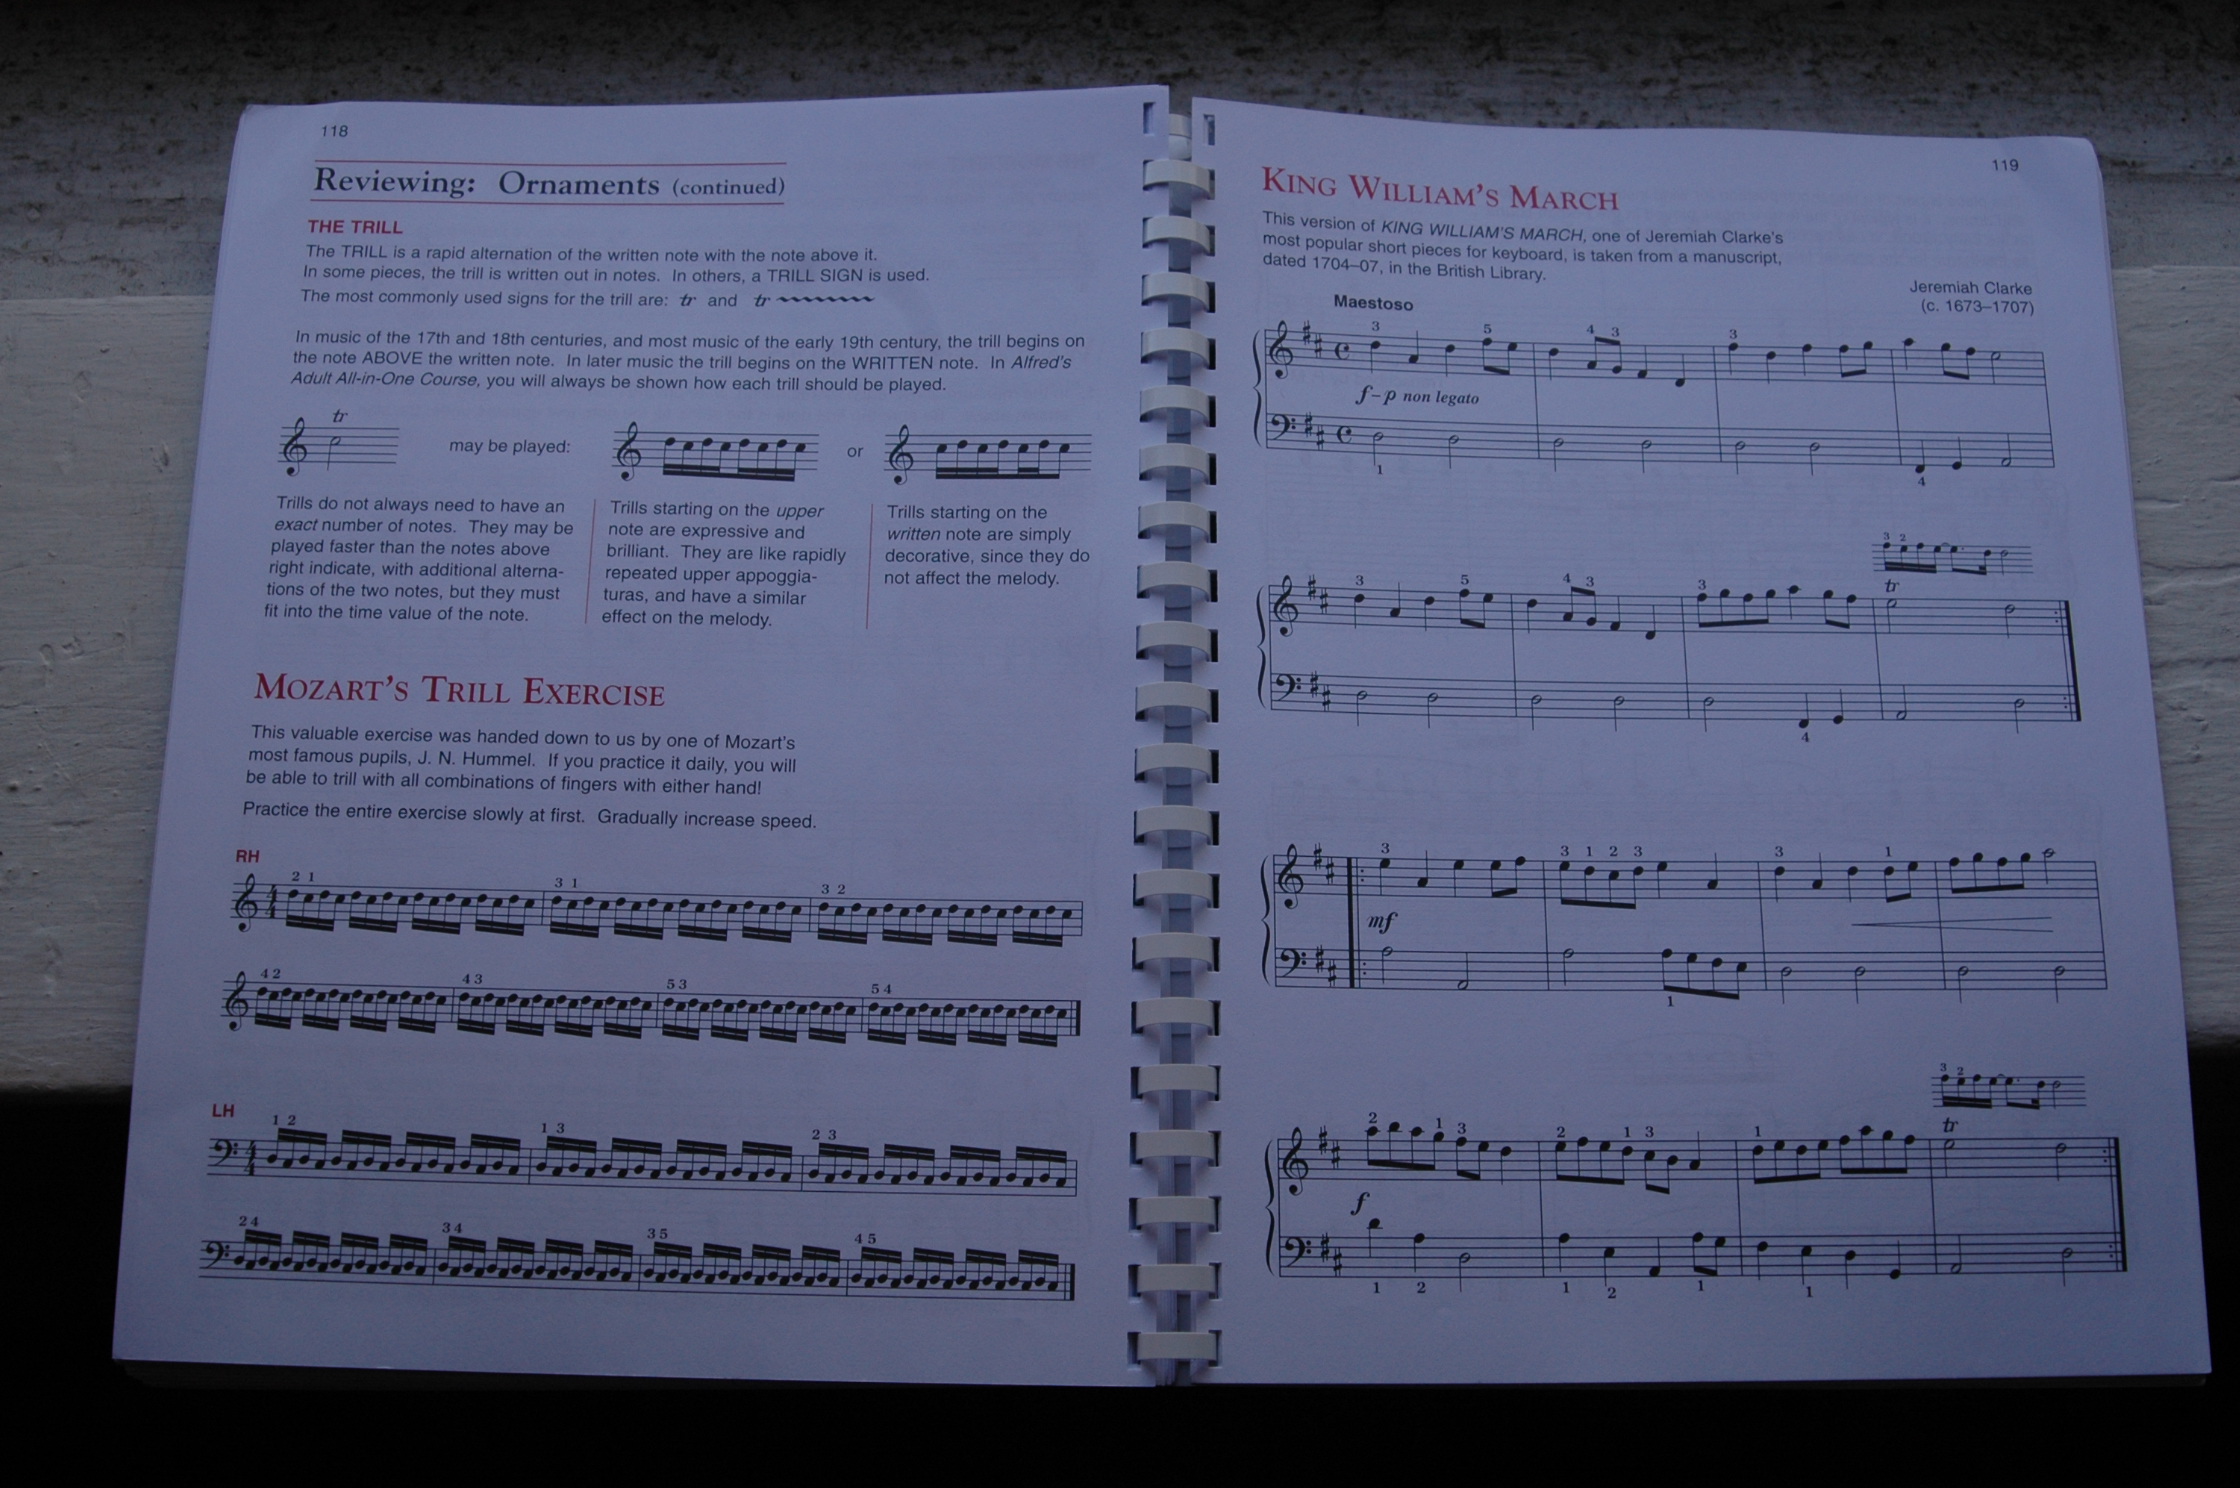 118
Reviewing: Ornaments (continued)
THE TRILL
The TRILL is a rapid alternation of the written note with the note above it.
In some pieces, the trill is written out in notes. In others, a TRILL SIGN is used.
The most commonly used signs for the trill are: tr and tr
In music of the 17th and 18th centuries, and most music of the early 19th century, the trill begins on
the note ABOVE the written note. In later music the trill begins on the WRITTEN note. In Alfred's
Adult All-in-One Course, you will always be shown how each trill should be played.
tr
may be played:
or
Trills do not always need to have an
exact number of notes. They may be
played faster than the notes above
right indicate, with additional alterna-
tions of the two notes, but they must
fit into the time value of the note.
Trills starting on the upper
note are expressive and
brilliant. They are like rapidly
repeated upper appoggia-
turas, and have a similar
effect on the melody.
Trills starting on the
written note are simply
decorative, since they do
not affect the melody.
MOZART'S TRILL EXERCISE
This valuable exercise was handed down to us by one of Mozart's
most famous pupils, J. N. Hummel. If you practice it daily, you will
be able to trill with all combinations of fingers with either hand!
Practice the entire exercise slowly at first. Gradually increase speed.
RH
2 1 3 1 3 2
4 4
4 2 4 3 5 3 5 4
LH
1 2 1 3 2 3
4 4
2 4 3 4 3 5 4 5
119
KING WILLIAM'S MARCH
This version of KING WILLIAM'S MARCH, one of Jeremiah Clarke's
most popular short pieces for keyboard, is taken from a manuscript,
dated 1704–07, in the British Library.
Jeremiah Clarke
(c. 1673–1707)
Maestoso
3 5 4 3 3
f–p non legato
1 4
3 2
3 5 4 3 3 tr
4
3 3 1 2 3 3 1
mf
1
3 2
2 1 3 2 1 3 1 tr
f
1 2 1 2 1 1